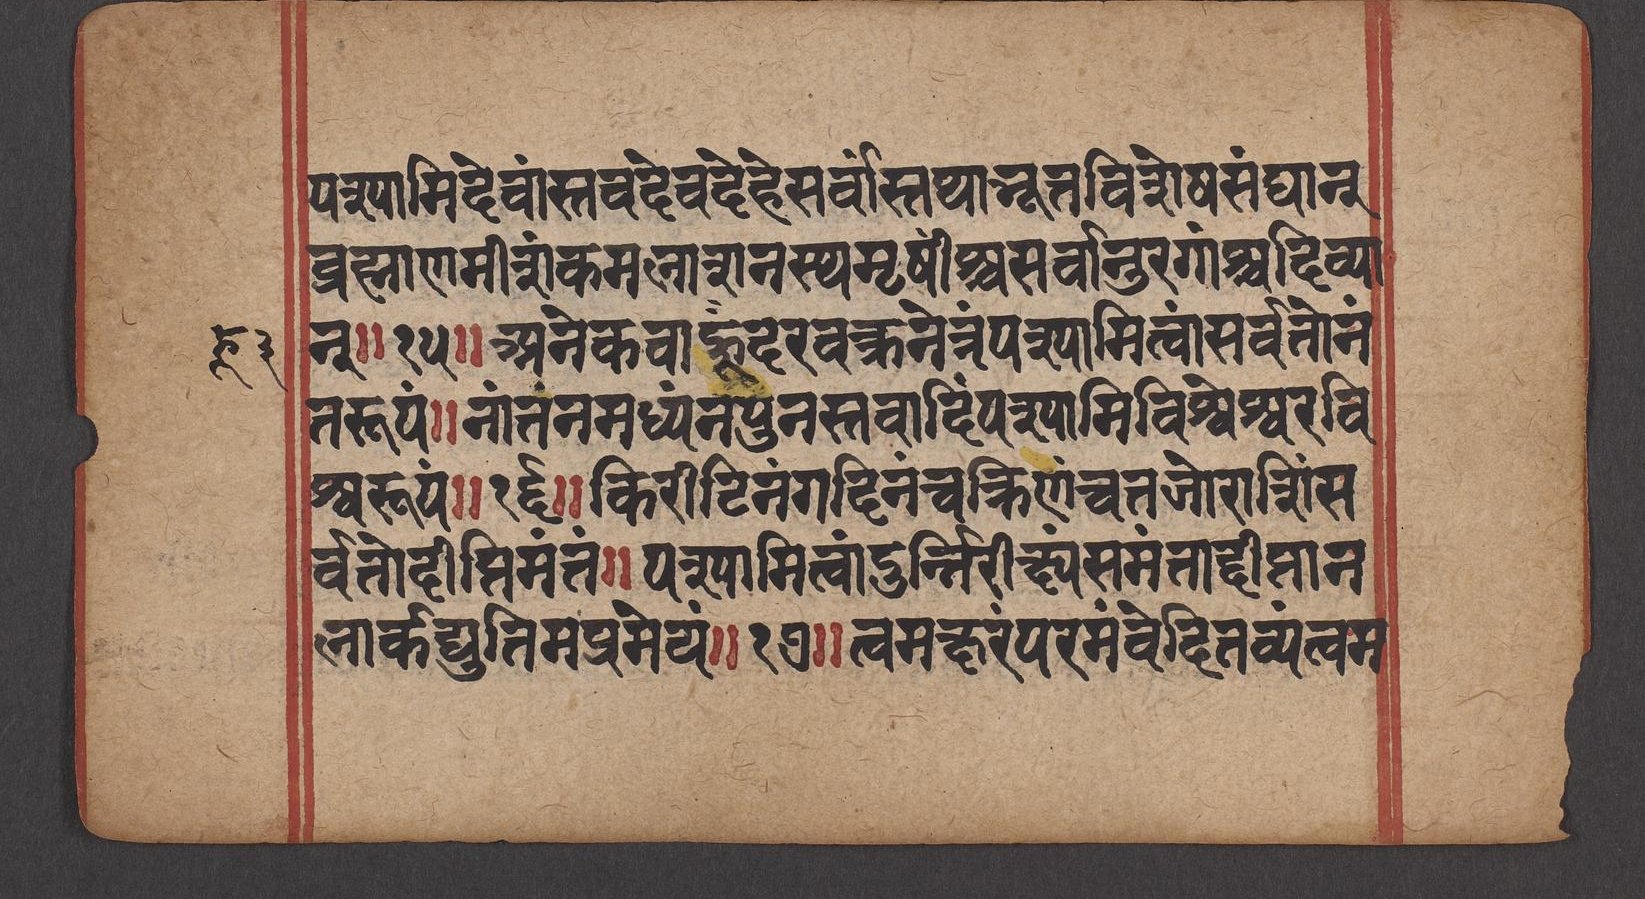 पश्यामिदेवांस्तवदेवदेहेसर्वांस्तथाभूतविशेषसंघान्
ब्रह्माणमीशंकमलाशनस्थमृषींश्चसर्वानुरगांश्चदिव्या
न्॥१५॥अनेकवाहूदरवक्त्रनेत्रंपश्यामित्वांसर्वतोनं
तरूपं॥नांतंनमध्यंनपुनस्तवादिंपश्यामिविश्वेश्वरवि
श्वरूपं॥१६॥किरीटिनंगदिनंचक्रिणंचतेजोराशिंस
र्वतोदीप्तिमंतं॥पश्यामित्वांदुर्न्निरीक्ष्यंसमंताद्दीप्तान
लार्कद्युतिमप्रमेयं॥१७॥त्वमक्षरंपरमंवेदितव्यंत्वम